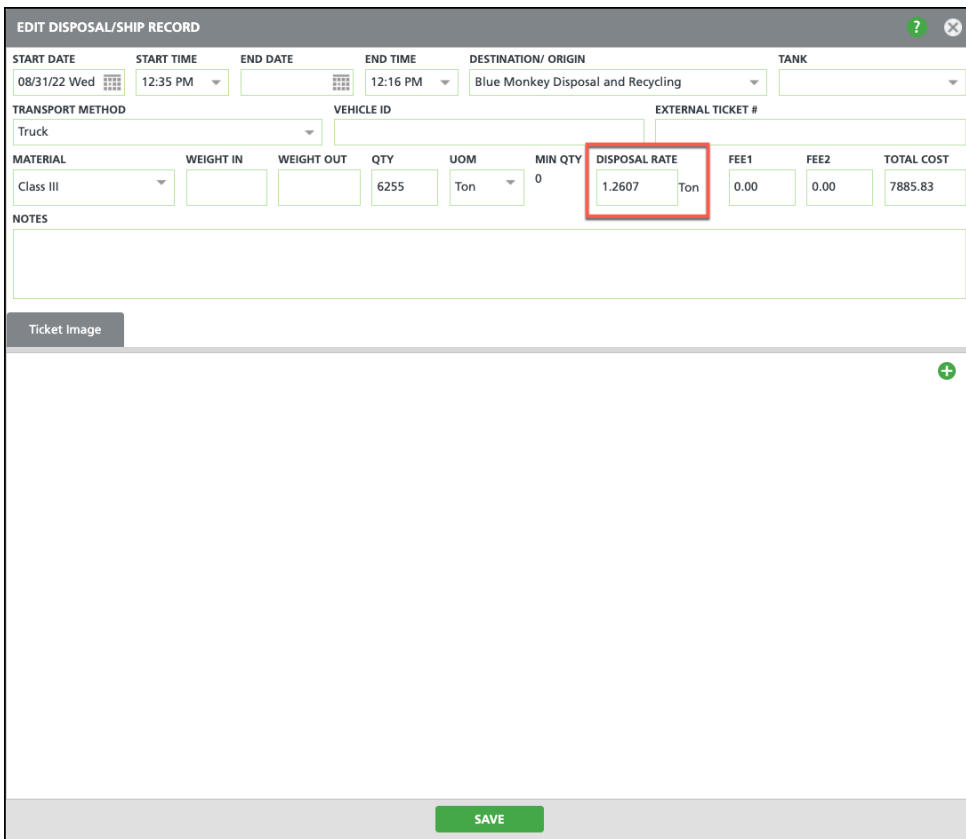 EDIT DISPOSAL/SHIP RECORD ?
START DATE START TIME END DATE END TIME DESTINATION/ ORIGIN TANK
08/31/22 Wed 12:35 PM 12:16 PM Blue Monkey Disposal and Recycling
TRANSPORT METHOD VEHICLE ID EXTERNAL TICKET #
Truck
MATERIAL WEIGHT IN WEIGHT OUT QTY UOM MIN QTY DISPOSAL RATE FEE1 FEE2 TOTAL COST
Class III 6255 Ton 0 1.2607 Ton 0.00 0.00 7885.83
NOTES
Ticket Image
SAVE